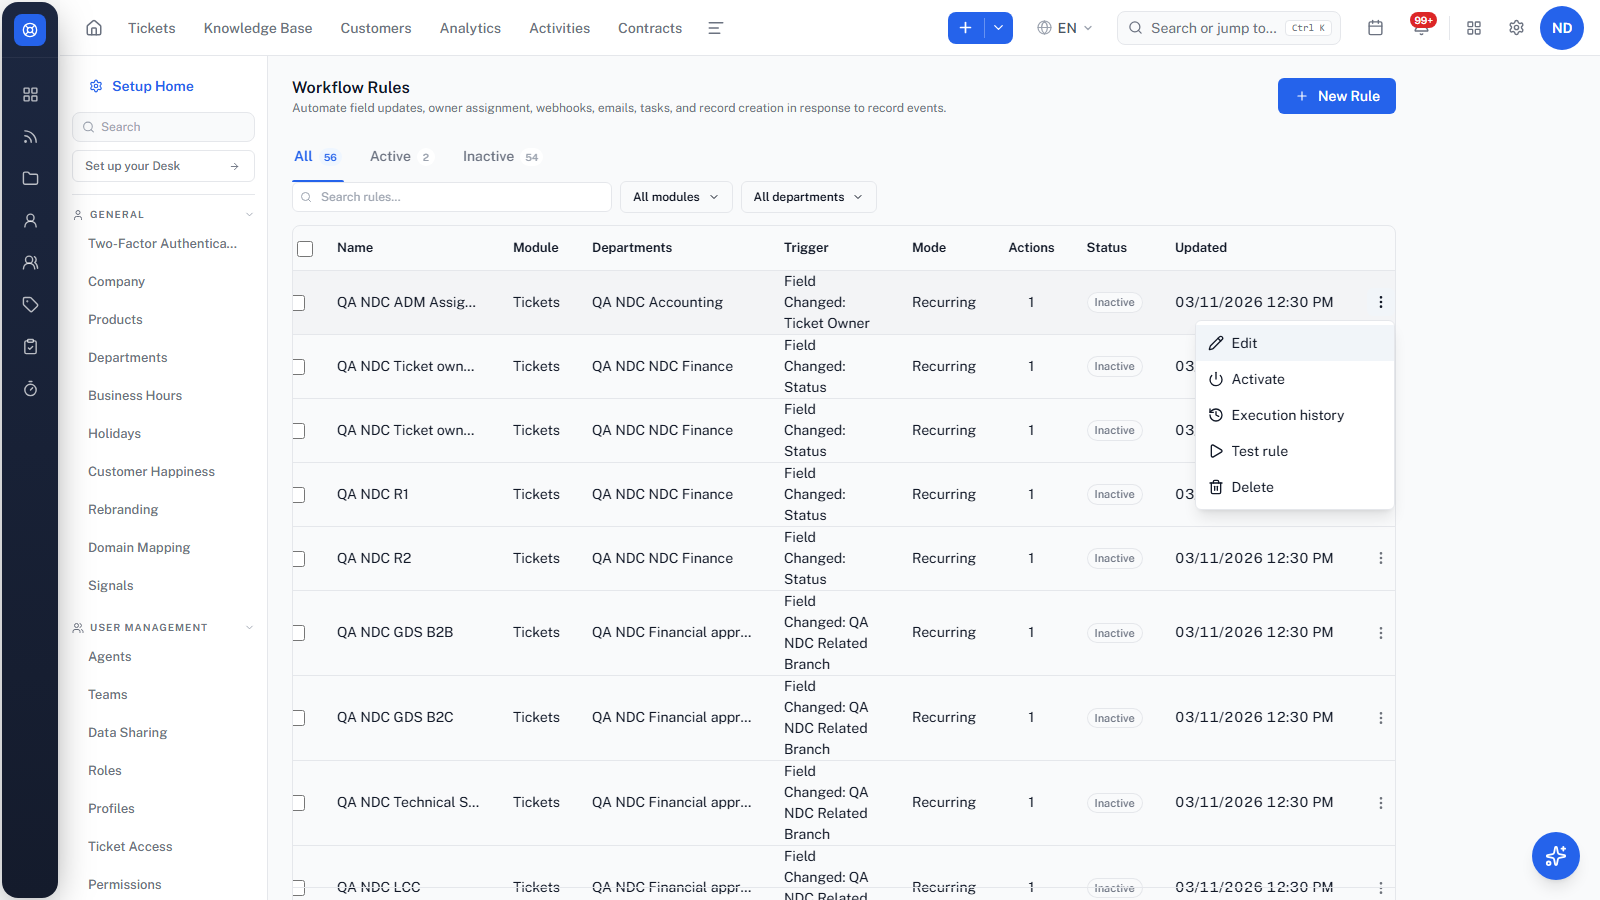 Tickets
Knowledge Base
Customers
Analytics
Activities
Contracts
EN
Search or jump to...
Ctrl K
99+
ND
Setup Home
Search
Set up your Desk
GENERAL
Two-Factor Authentica...
Company
Products
Departments
Business Hours
Holidays
Customer Happiness
Rebranding
Domain Mapping
Signals
USER MANAGEMENT
Agents
Teams
Data Sharing
Roles
Profiles
Ticket Access
Permissions
Workflow Rules
Automate field updates, owner assignment, webhooks, emails, tasks, and record creation in response to record events.
New Rule
All 56
Active 2
Inactive 54
Search rules...
All modules
All departments
Name Module Departments Trigger Mode Actions Status Updated
QA NDC ADM Assig... Tickets QA NDC Accounting Field Changed: Ticket Owner Recurring 1 Inactive 03/11/2026 12:30 PM
QA NDC Ticket own... Tickets QA NDC NDC Finance Field Changed: Status Recurring 1 Inactive 03
QA NDC Ticket own... Tickets QA NDC NDC Finance Field Changed: Status Recurring 1 Inactive 03
QA NDC R1 Tickets QA NDC NDC Finance Field Changed: Status Recurring 1 Inactive 03
QA NDC R2 Tickets QA NDC NDC Finance Field Changed: Status Recurring 1 Inactive 03/11/2026 12:30 PM
QA NDC GDS B2B Tickets QA NDC Financial appr... Field Changed: QA NDC Related Branch Recurring 1 Inactive 03/11/2026 12:30 PM
QA NDC GDS B2C Tickets QA NDC Financial appr... Field Changed: QA NDC Related Branch Recurring 1 Inactive 03/11/2026 12:30 PM
QA NDC Technical S... Tickets QA NDC Financial appr... Field Changed: QA NDC Related Branch Recurring 1 Inactive 03/11/2026 12:30 PM
QA NDC LCC Tickets QA NDC Financial appr... Field Changed: QA NDC Related Recurring 1 Inactive 03/11/2026 12:30 PM
Edit
Activate
Execution history
Test rule
Delete